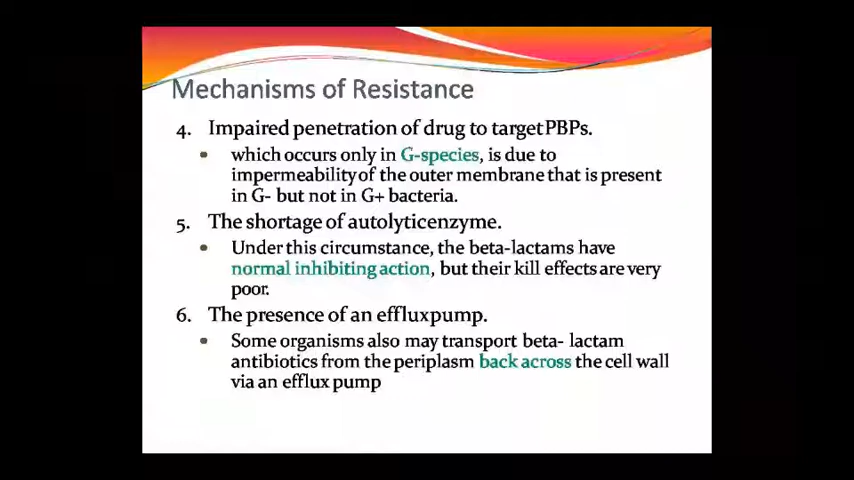 Mechanisms of Resistance
4. Impaired penetration of drug to target PBPs.
• which occurs only in G-species, is due to
impermeability of the outer membrane that is present
in G- but not in G+ bacteria.
5. The shortage of autolyticenzyme.
• Under this circumstance, the beta-lactams have
normal inhibiting action, but their kill effects are very
poor.
6. The presence of an effluxpump.
• Some organisms also may transport beta- lactam
antibiotics from the periplasm back across the cell wall
via an efflux pump